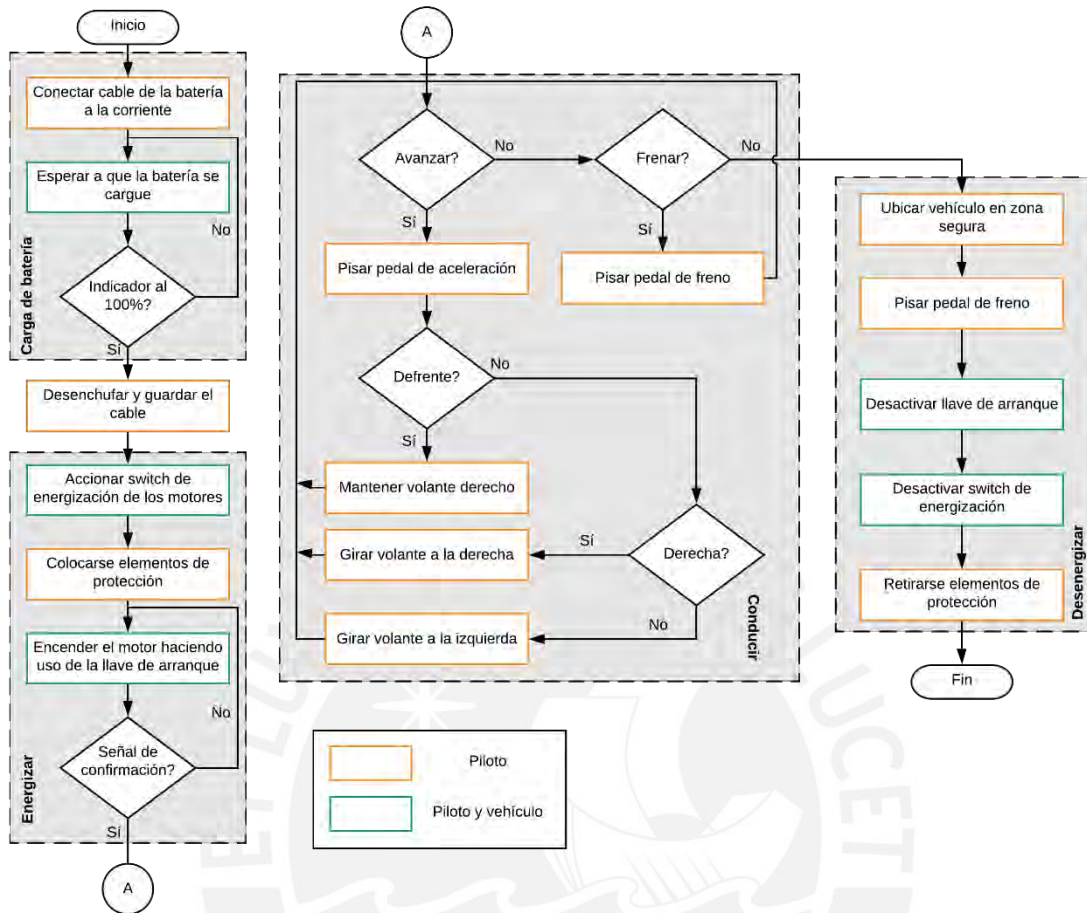 Inicio
Conectar cable de la batería
a la corriente
Esperar a que la batería se
cargue
No
Indicador al
100%?
Sí
Carga de batería
Desenchufar y guardar el
cable
Accionar switch de
energización de los motores
Colocarse elementos de
protección
Encender el motor haciendo
uso de la llave de arranque
No
Señal de
confirmación?
Sí
Energizar
A
A
Avanzar?
No
Frenar?
No
Sí
Sí
Pisar pedal de aceleración
Pisar pedal de freno
Defrente?
No
Sí
Mantener volante derecho
Girar volante a la derecha
Sí
Derecha?
No
Girar volante a la izquierda
Conducir
Ubicar vehículo en zona
segura
Pisar pedal de freno
Desactivar llave de arranque
Desactivar switch de
energización
Retirarse elementos de
protección
Desenergizar
Fin
Piloto
Piloto y vehículo
ET LUX
LUCET